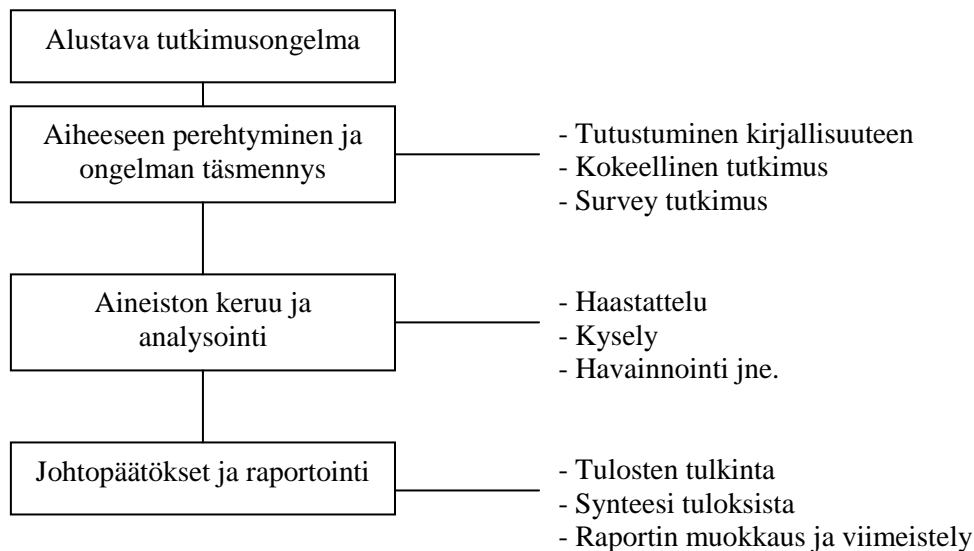 Alustava tutkimusongelma
Aiheeseen perehtyminen ja
ongelman täsmennys
- Tutustuminen kirjallisuuteen
- Kokeellinen tutkimus
- Survey tutkimus
Aineiston keruu ja
analysointi
- Haastattelu
- Kysely
- Havainnointi jne.
Johtopäätökset ja raportointi
- Tulosten tulkinta
- Synteesi tuloksista
- Raportin muokkaus ja viimeistely